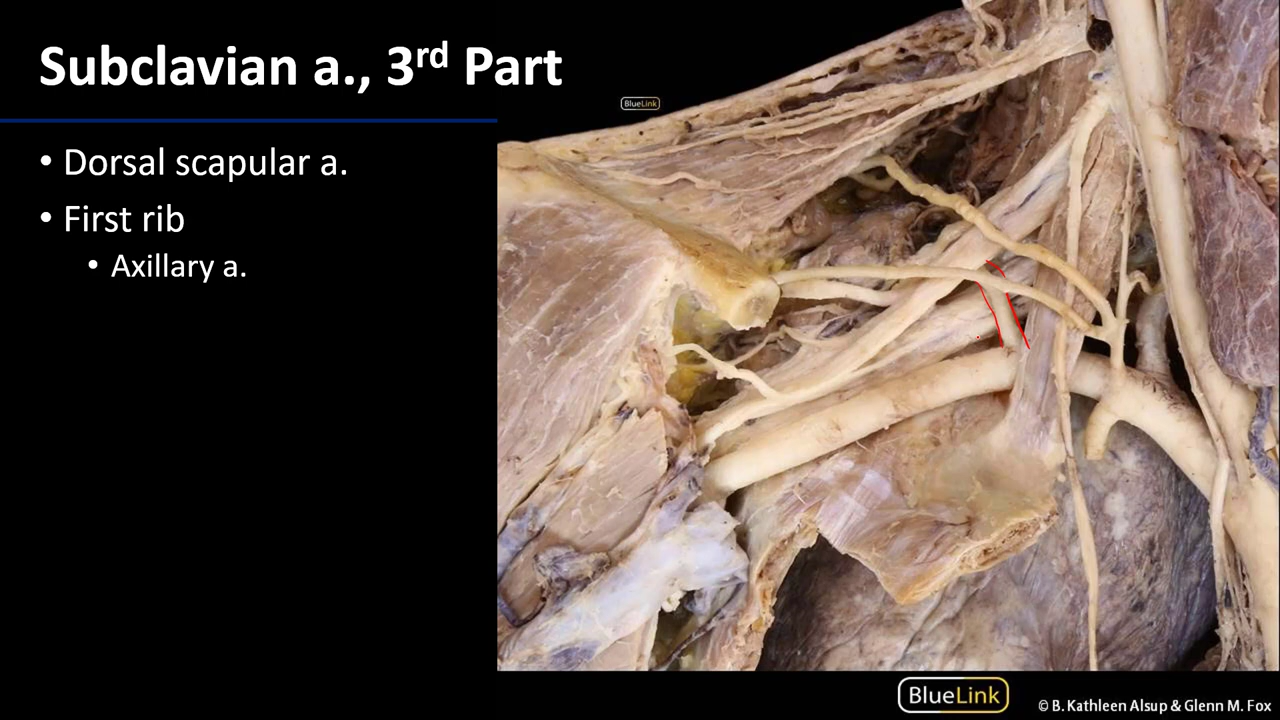 Subclavian a., 3rd Part
BlueLink
• Dorsal scapular a.
• First rib
• Axillary a.
BlueLink
© B. Kathleen Alsup & Glenn M. Fox